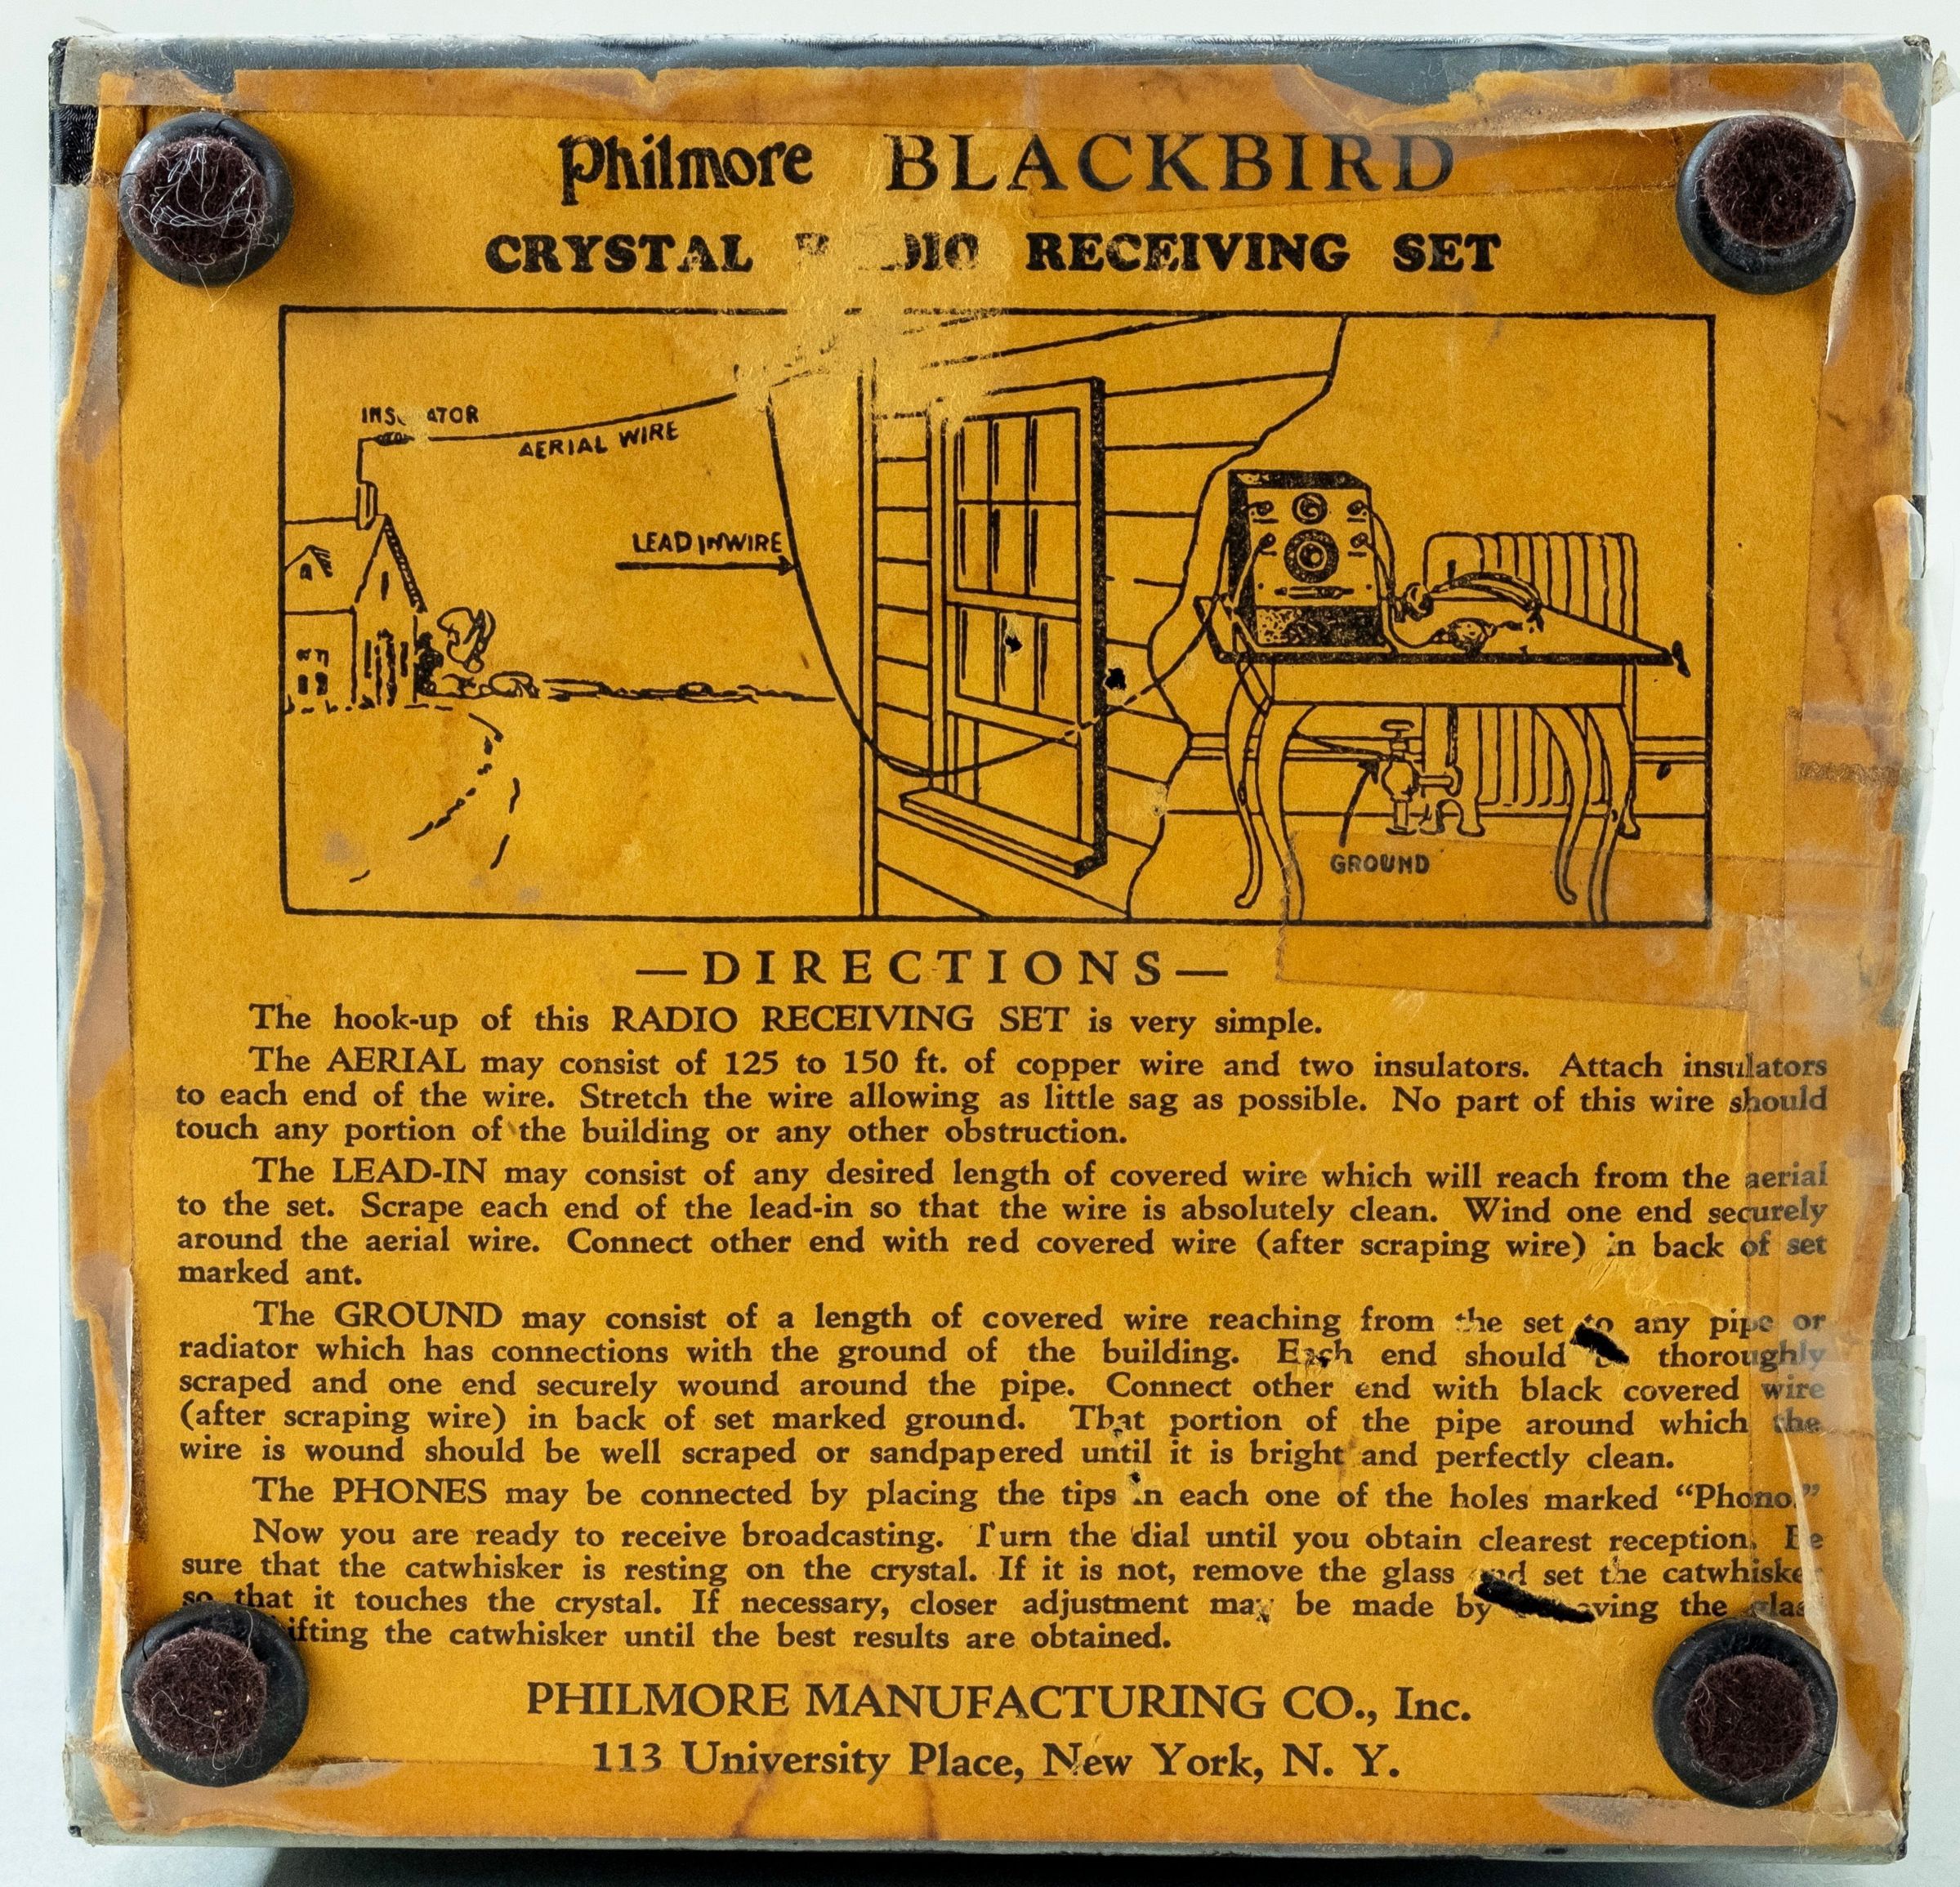 Philmore BLACKBIRD
CRYSTAL RECEIVING SET
AERIAL WIRE
LEAD IN WIRE
GROUND
—DIRECTIONS—
The hook-up of this RADIO RECEIVING SET is very simple.
The AERIAL may consist of 125 to 150 ft. of copper wire and two insulators. Attach insulators
to each end of the wire. Stretch the wire allowing as little sag as possible. No part of this wire should
touch any portion of the building or any other obstruction.
The LEAD-IN may consist of any desired length of covered wire which will reach from the aerial
to the set. Scrape each end of the lead-in so that the wire is absolutely clean. Wind one end securely
around the aerial wire. Connect other end with red covered wire (after scraping wire) in back of set
marked ant.
The GROUND may consist of a length of covered wire reaching from the set to any pipe or
radiator which has connections with the ground of the building. Each end should thoroughly
scraped and one end securely wound around the pipe. Connect other end with black covered wire
(after scraping wire) in back of set marked ground. That portion of the pipe around which the
wire is wound should be well scraped or sandpapered until it is bright and perfectly clean.
The PHONES may be connected by placing the tips in each one of the holes marked “Phono.”
Now you are ready to receive broadcasting. Turn the dial until you obtain clearest reception. Be
sure that the catwhisker is resting on the crystal. If it is not, remove the glass and set the catwhisker
so that it touches the crystal. If necessary, closer adjustment may be made by the
the catwhisker until the best results are obtained.
PHILMORE MANUFACTURING CO., Inc.
113 University Place, New York, N. Y.